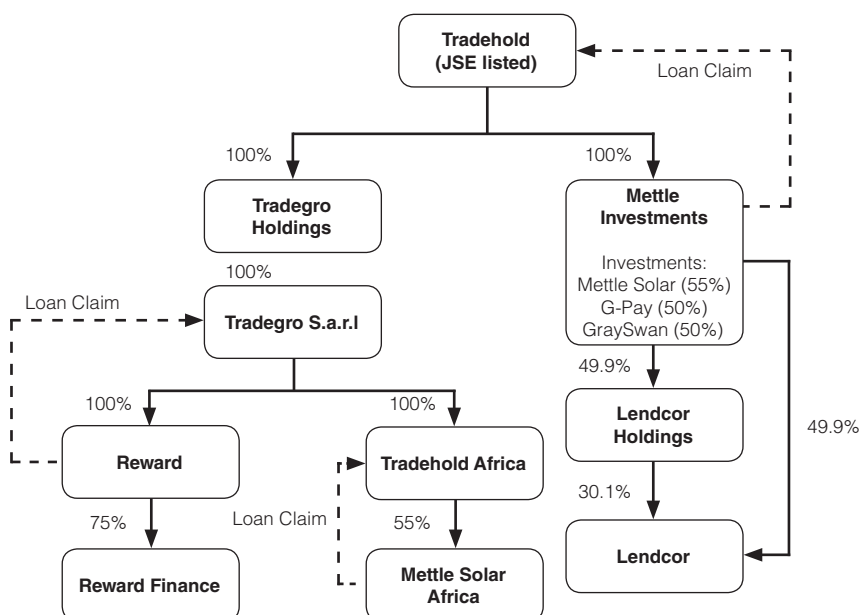 Tradehold
(JSE listed)
Loan Claim
100%
100%
Tradegro
Holdings
Mettle
Investments
Investments:
Mettle Solar (55%)
G-Pay (50%)
GraySwan (50%)
100%
Loan Claim
Tradegro S.a.r.l
49.9%
100%
100%
Lendcor
Holdings
49.9%
Reward
Tradehold Africa
30.1%
75%
Loan Claim
55%
Reward Finance
Mettle Solar
Africa
Lendcor